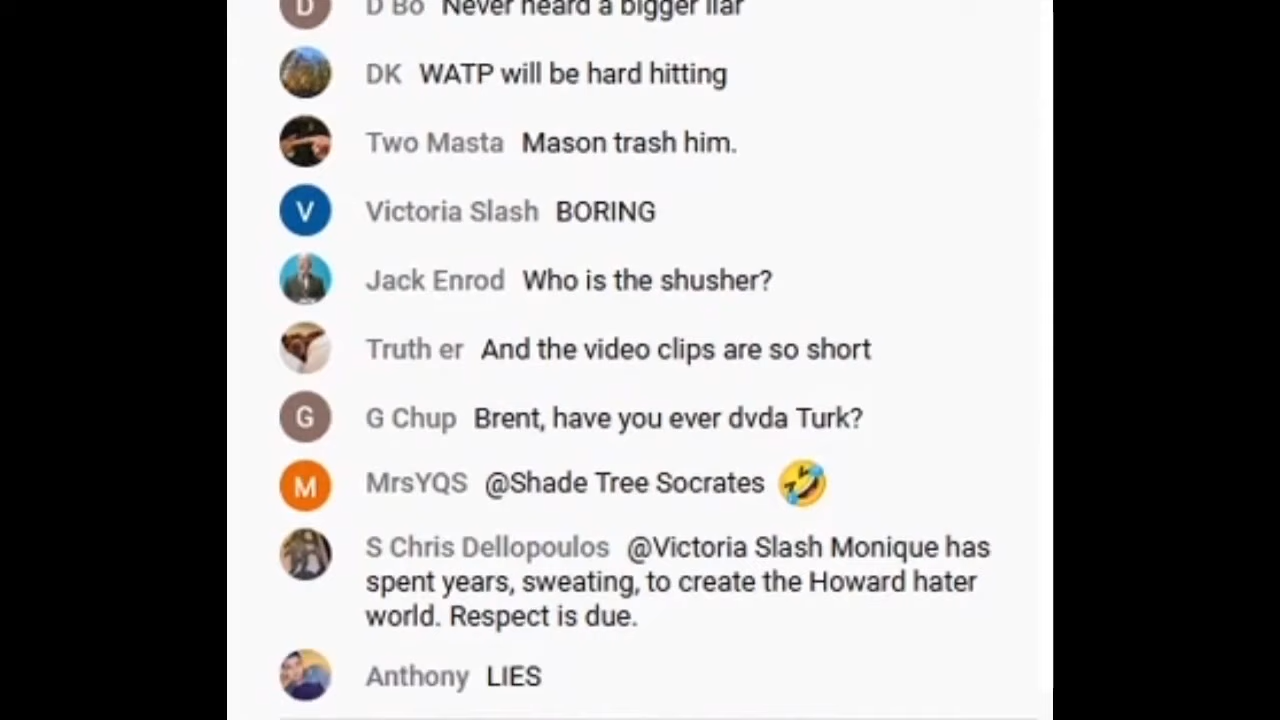 D D Bo Never heard a bigger liar
DK WATP will be hard hitting
Two Masta Mason trash him.
V Victoria Slash BORING
Jack Enrod Who is the shusher?
Truth er And the video clips are so short
G G Chup Brent, have you ever dvda Turk?
M MrsYQS @Shade Tree Socrates 🤣
S Chris Dellopoulos @Victoria Slash Monique has
spent years, sweating, to create the Howard hater
world. Respect is due.
Anthony LIES